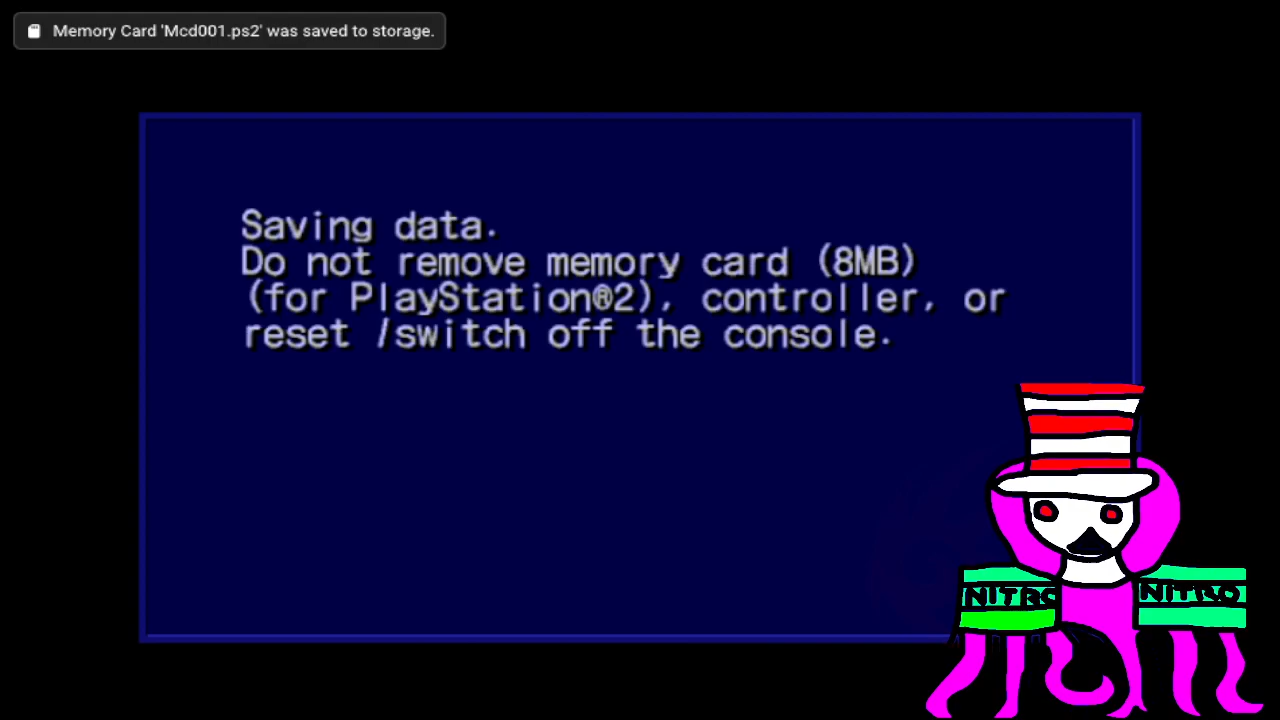 Memory Card 'Mcd001.ps2' was saved to storage.
Saving data.
Do not remove memory card (8MB)
(for PlayStation®2), controller, or
reset /switch off the console.
NITRO NITRO